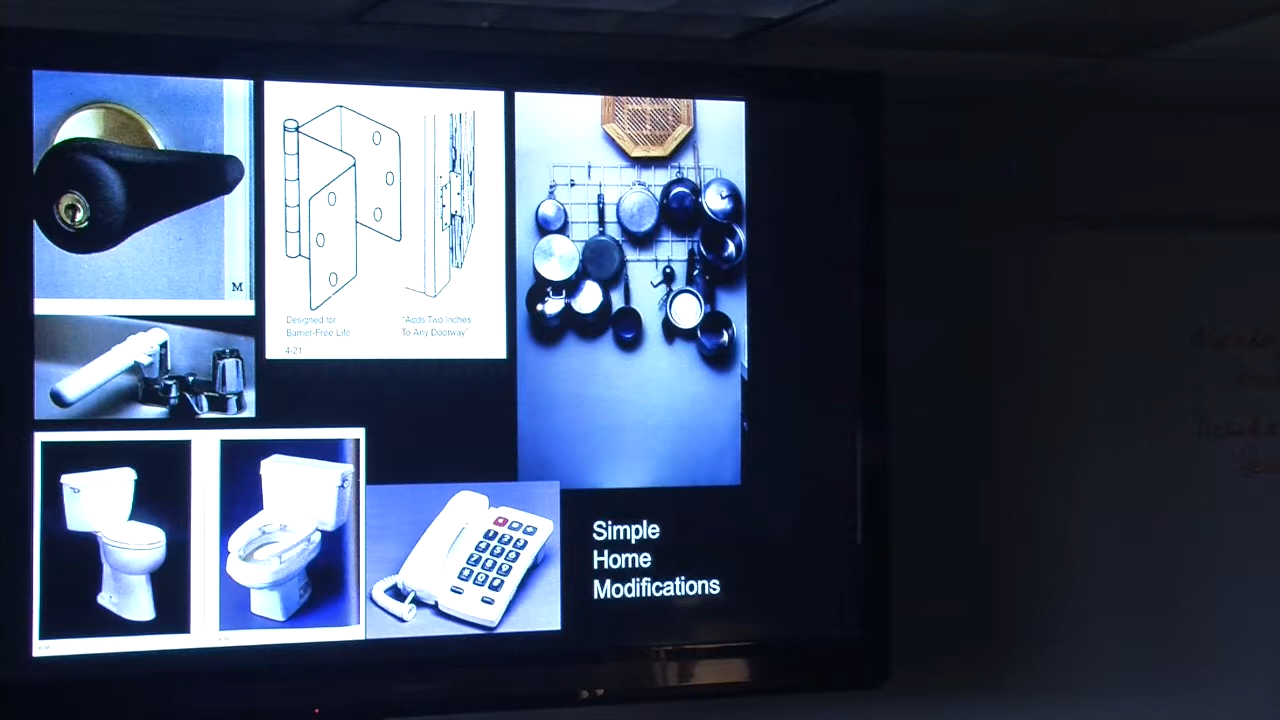 M
Designed for
Barrier-Free Life
"Adds Two Inches
To Any Doorway"
4-21
Simple
Home
Modifications